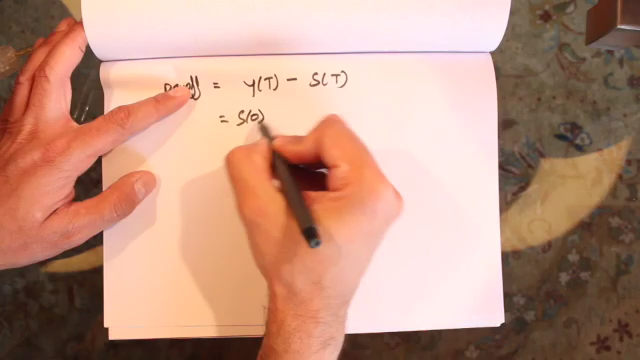 Payoff = Y(T) - S(T)
= S(0)